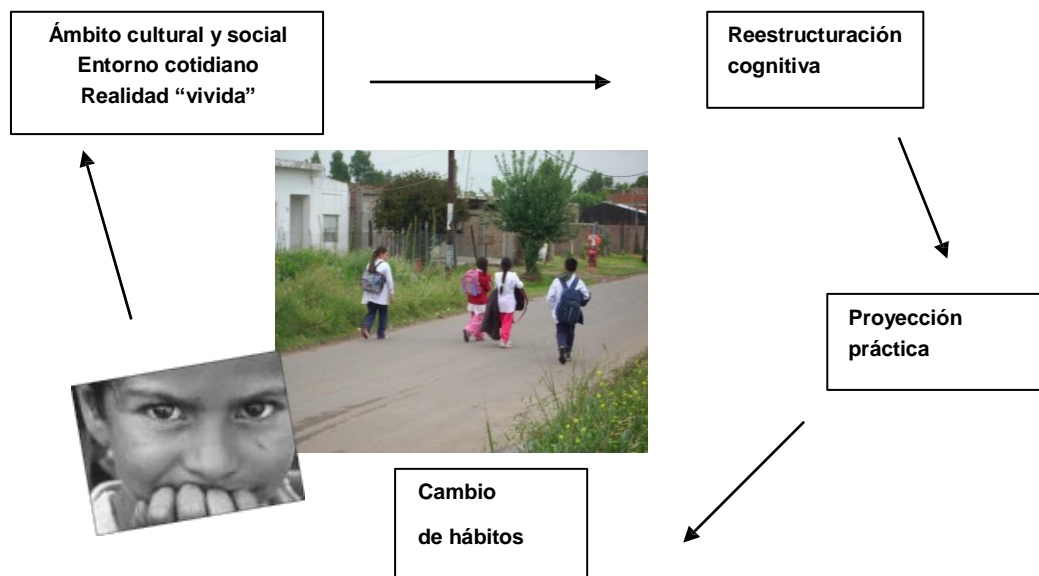 Ámbito cultural y social
Entorno cotidiano
Realidad “vivida”
Reestructuración
cognitiva
Proyección
práctica
Cambio
de hábitos